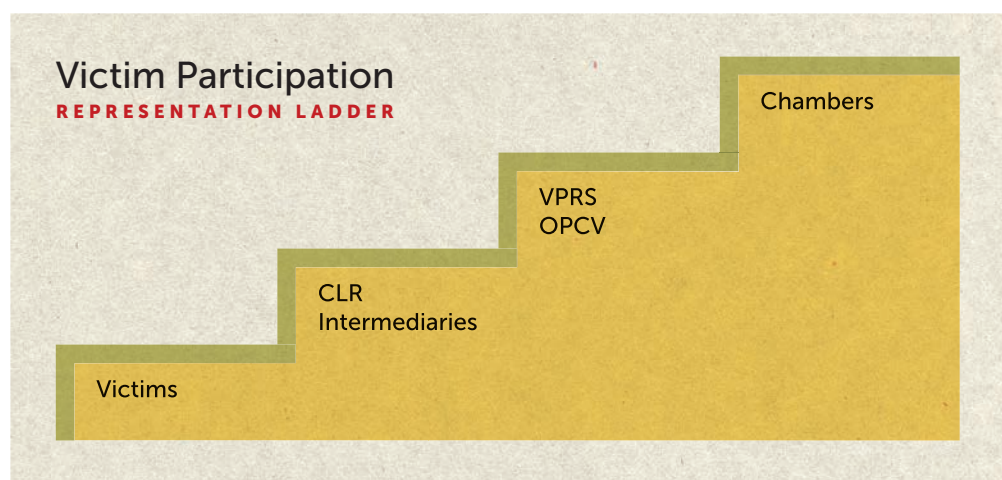 Victim Participation
REPRESENTATION LADDER
Chambers
VPRS
OPCV
CLR
Intermediaries
Victims